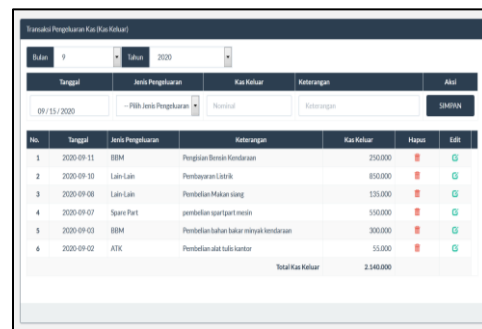 Transaksi Pengeluaran Kas (Kas Keluar)
Bulan 9 Tahun 2020
Tanggal Jenis Pengeluaran Kas Keluar Keterangan Aksi
09/15/2020 -- Pilih Jenis Pengeluaran Nominal Keterangan SIMPAN
No. Tanggal Jenis Pengeluaran Keterangan Kas Keluar Hapus Edit
1 2020-09-11 BBM Pengisian Bensin Kendaraan 250.000
2 2020-09-10 Lain-Lain Pembayaran Listrik 850.000
3 2020-09-08 Lain-Lain Pembelian Makan siang 135.000
4 2020-09-07 Spare Part pembelian spartpart mesin 550.000
5 2020-09-03 BBM Pembelian bahan bakar minyak kendaraan 300.000
6 2020-09-02 ATK Pembelian alat tulis kantor 55.000
Total Kas Keluar 2.140.000